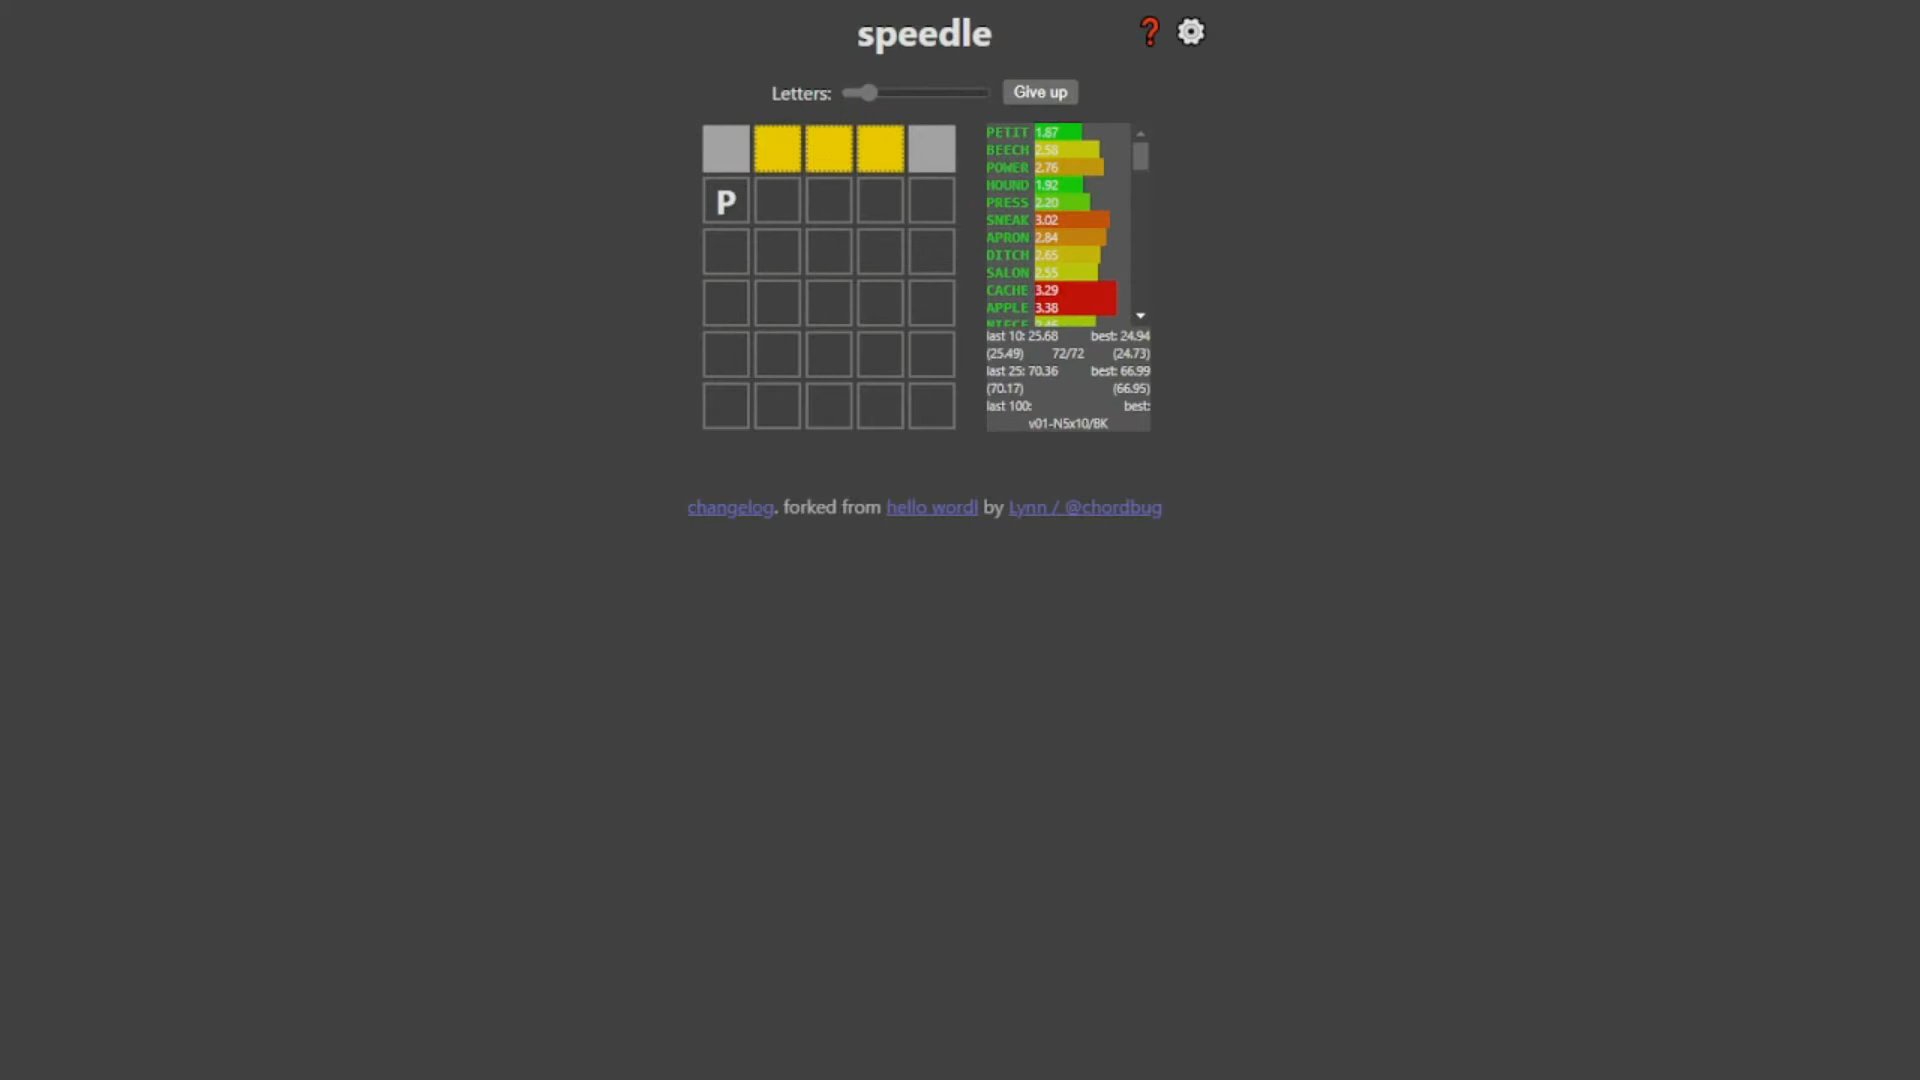 speedle
❓
Letters:
Give up
P
PETIT 1.87
BEECH 2.58
POWER 2.76
HOUND 1.92
PRESS 2.20
SNEAK 3.02
APRON 2.84
DITCH 2.65
SALON 2.55
CACHE 3.29
APPLE 3.38
NIECE
last 10: 25.68 best: 24.94
(25.49) 72/72 (24.73)
last 25: 70.36 best: 66.99
(70.17) (66.95)
last 100: best:
v01-N5x10/BK
changelog. forked from hello wordl by Lynn / @chordbug